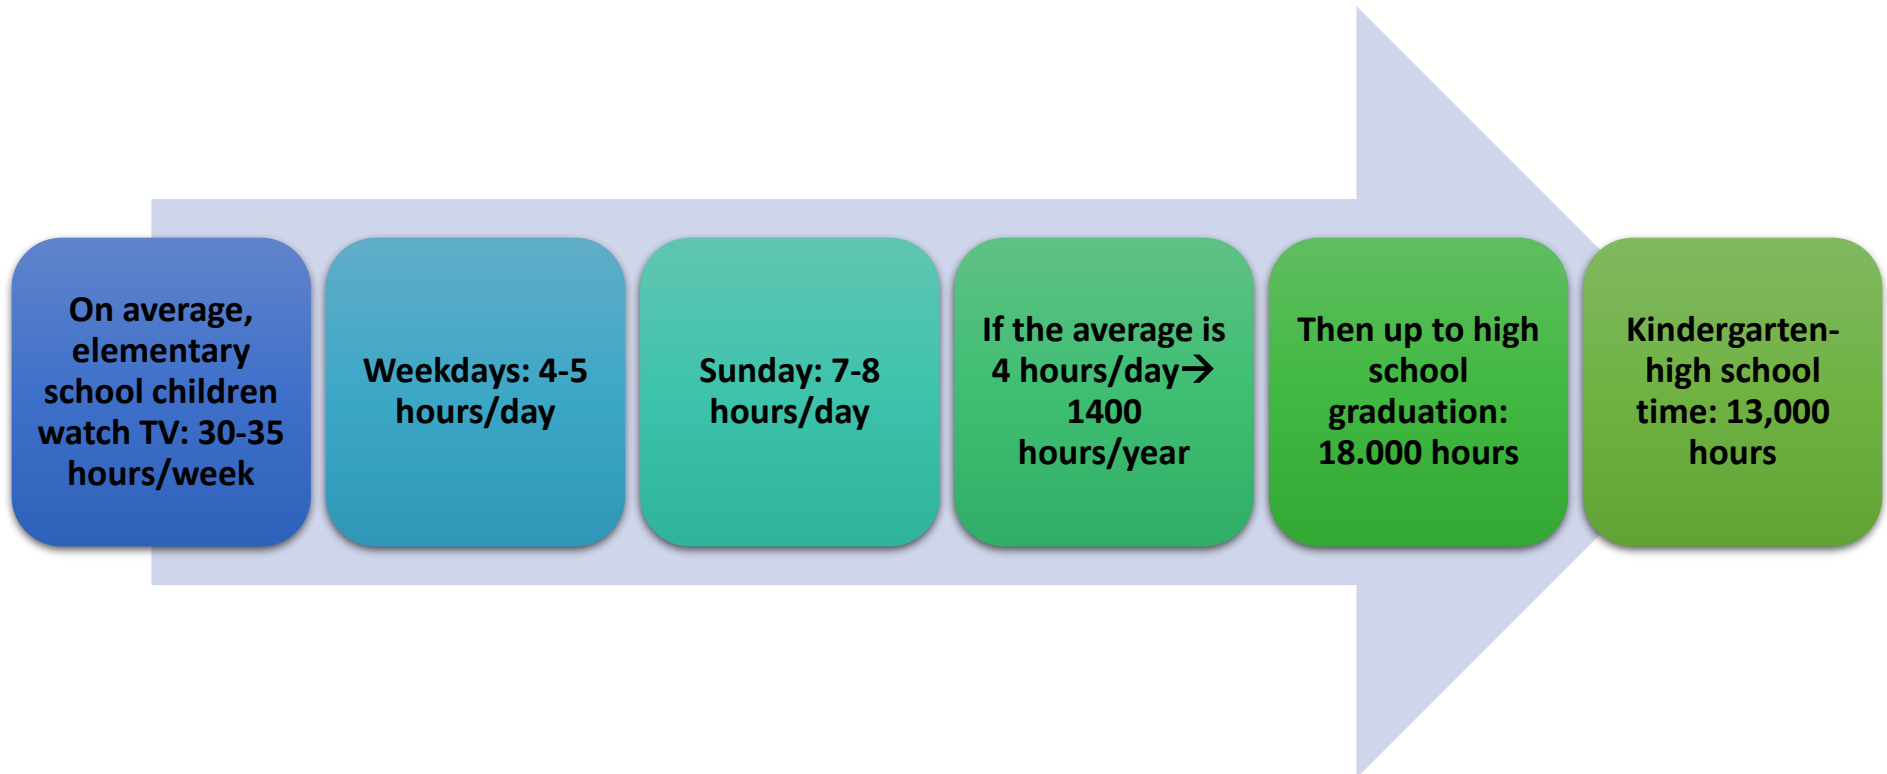 On average,
elementary
school children
watch TV: 30-35
hours/week
Weekdays: 4-5
hours/day
Sunday: 7-8
hours/day
If the average is
4 hours/day→
1400
hours/year
Then up to high
school
graduation:
18.000 hours
Kindergarten-
high school
time: 13,000
hours